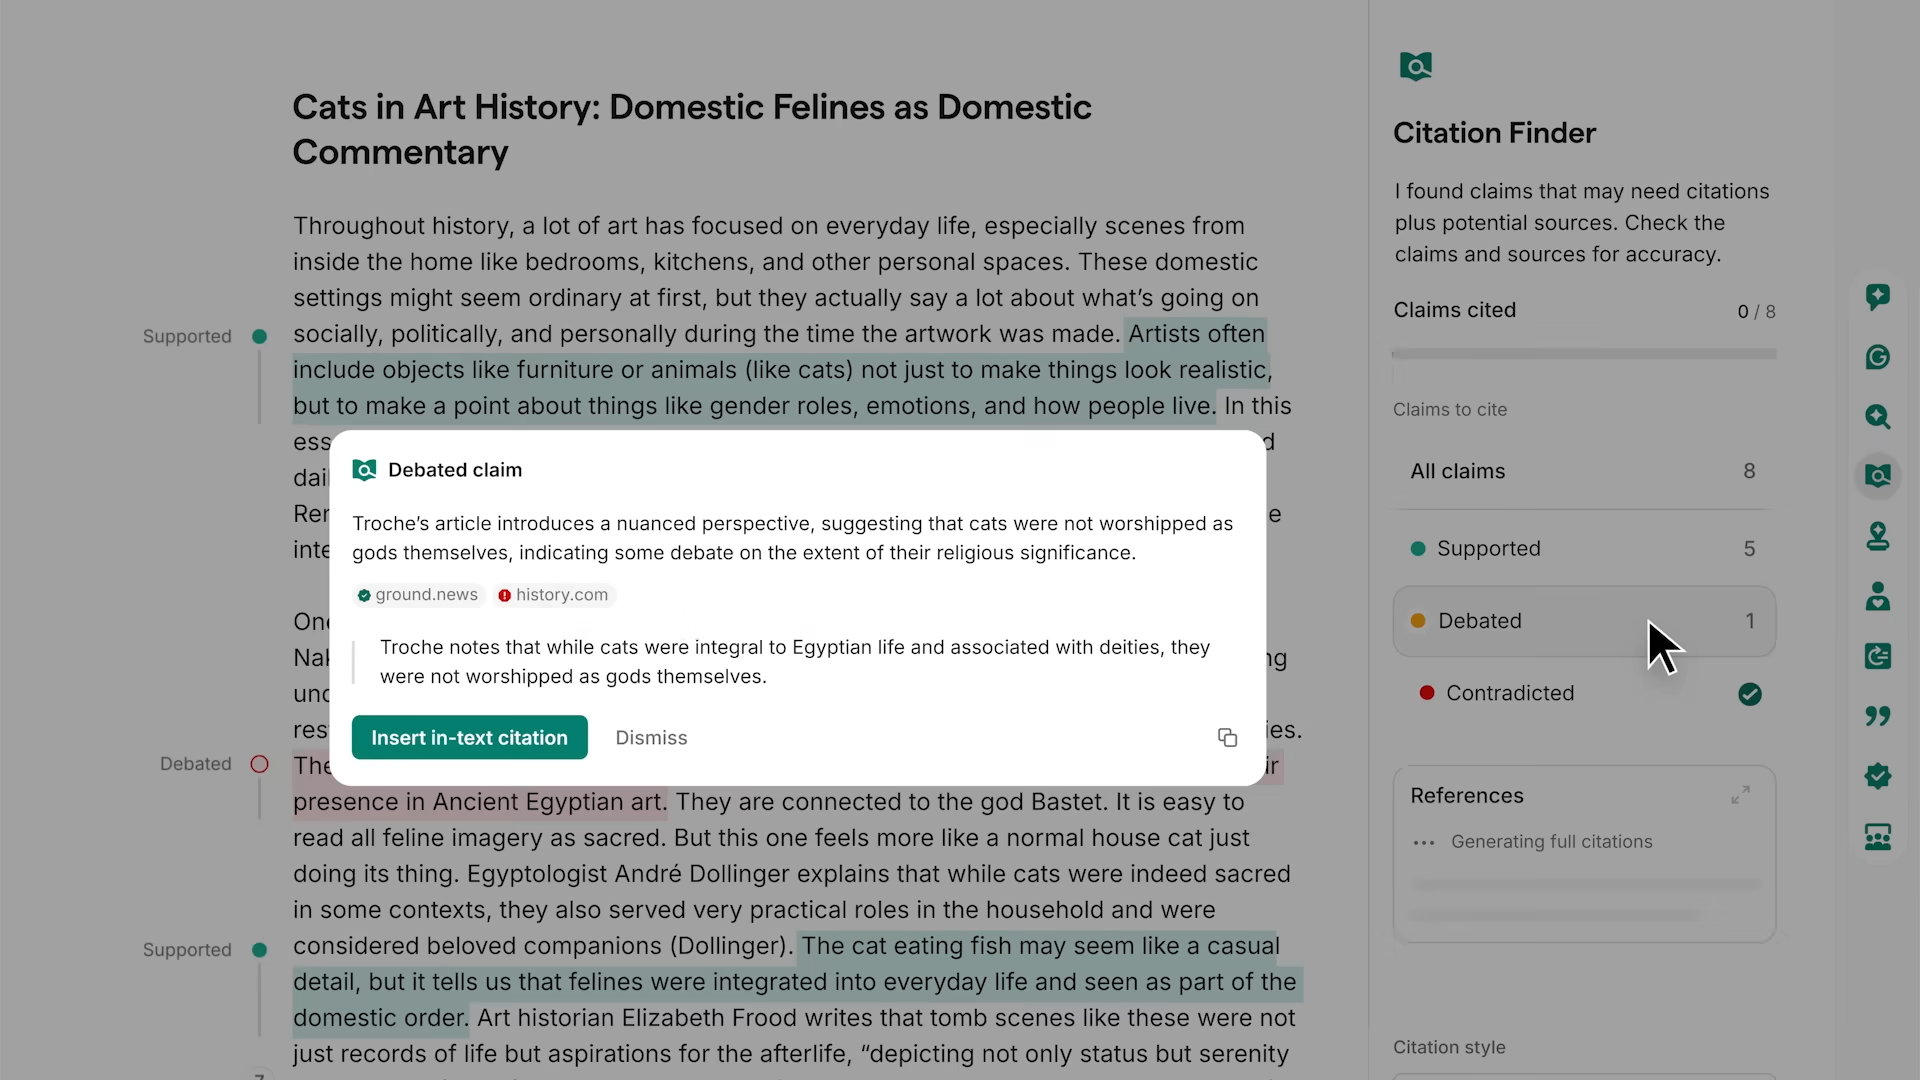 Cats in Art History: Domestic Felines as Domestic
Commentary
Throughout history, a lot of art has focused on everyday life, especially scenes from
inside the home like bedrooms, kitchens, and other personal spaces. These domestic
settings might seem ordinary at first, but they actually say a lot about what’s going on
Supported
socially, politically, and personally during the time the artwork was made. Artists often
include objects like furniture or animals (like cats) not just to make things look realistic,
but to make a point about things like gender roles, emotions, and how people live. In this
Debated claim
Troche’s article introduces a nuanced perspective, suggesting that cats were not worshipped as
gods themselves, indicating some debate on the extent of their religious significance.
ground.news
history.com
Troche notes that while cats were integral to Egyptian life and associated with deities, they
were not worshipped as gods themselves.
Insert in-text citation
Dismiss
Debated
presence in Ancient Egyptian art. They are connected to the god Bastet. It is easy to
read all feline imagery as sacred. But this one feels more like a normal house cat just
doing its thing. Egyptologist André Dollinger explains that while cats were indeed sacred
in some contexts, they also served very practical roles in the household and were
Supported
considered beloved companions (Dollinger). The cat eating fish may seem like a casual
detail, but it tells us that felines were integrated into everyday life and seen as part of the
domestic order. Art historian Elizabeth Frood writes that tomb scenes like these were not
just records of life but aspirations for the afterlife, “depicting not only status but serenity
Citation Finder
I found claims that may need citations
plus potential sources. Check the
claims and sources for accuracy.
Claims cited 0 / 8
Claims to cite
All claims 8
Supported 5
Debated 1
Contradicted
References
Generating full citations
Citation style